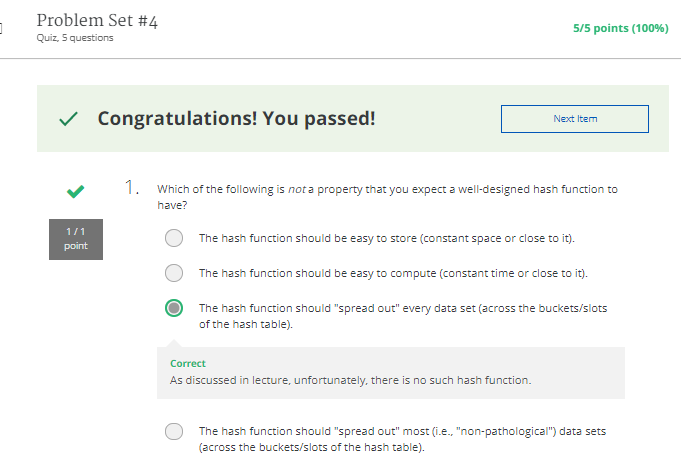 Problem Set #4
Quiz, 5 questions
5/5 points (100%)
Congratulations! You passed!
Next Item
1 / 1
point
1.
Which of the following is not a property that you expect a well-designed hash function to
have?
The hash function should be easy to store (constant space or close to it).
The hash function should be easy to compute (constant time or close to it).
The hash function should "spread out" every data set (across the buckets/slots
of the hash table).
Correct
As discussed in lecture, unfortunately, there is no such hash function.
The hash function should "spread out" most (i.e., "non-pathological") data sets
(across the buckets/slots of the hash table).